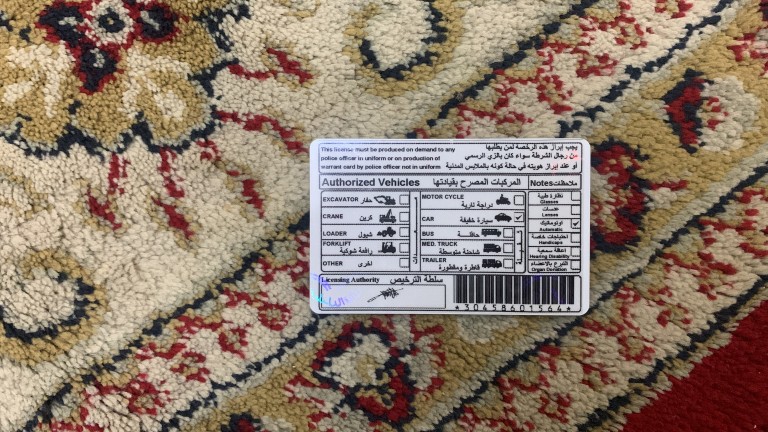 This license must be produced on demand to any
police officer in uniform or on production of
warrant card by police officer not in uniform
يجب إبراز هذه الرخصة لمن يطلبها
من رجال الشرطة سواء كان بالزي الرسمي
أو عند إبراز هويته في حالة كونه بالملابس المدنية
Authorized Vehicles المركبات المصرح بقيادتها
EXCAVATOR حفار
CRANE كرين
LOADER شيول
FORKLIFT رافعة شوكية
OTHER اخرى
MOTOR CYCLE دراجة نارية
CAR سيارة خفيفة
BUS حافلة
MED. TRUCK شاحنة متوسطة
TRAILER قاطرة ومقطورة
Notes ملاحظات
نظارة طبية
Glasses
عدسات
Lenses
اوتوماتيك
Automatic
احتياجات خاصة
Handicaps
اعاقة سمعية
Hearing Disability
التبرع بالاعضاء
Organ Donation
Licensing Authority سلطة الترخيص
*30458601564*